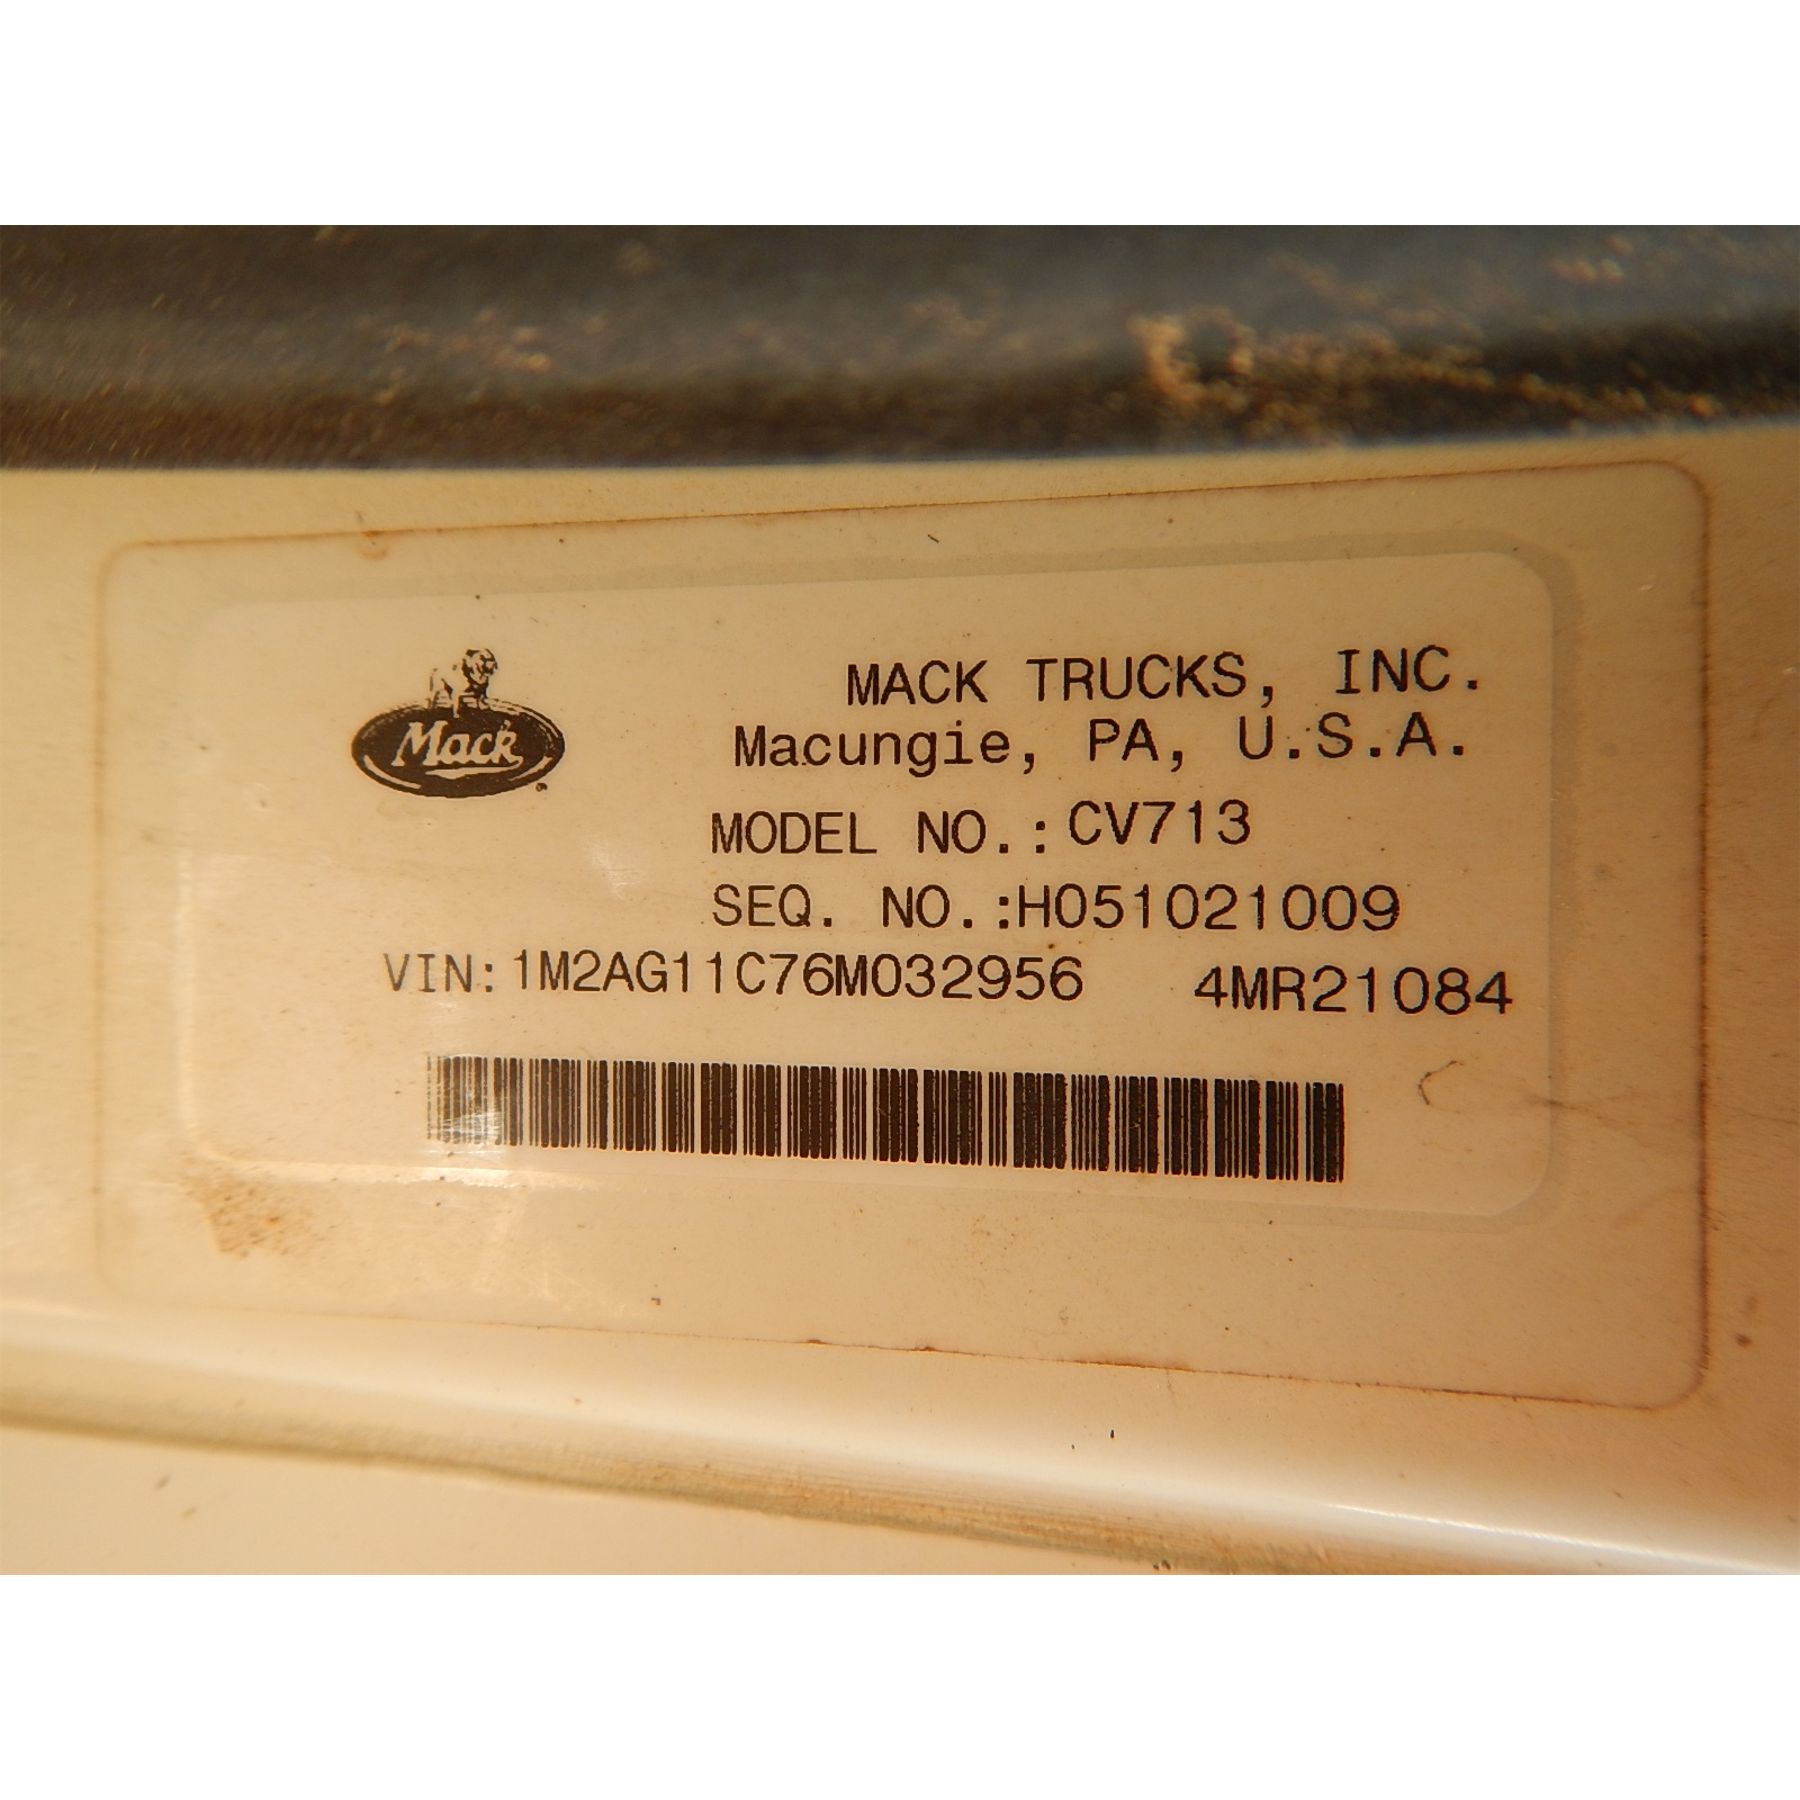 Mack
MACK TRUCKS, INC.
Macungie, PA, U.S.A.
MODEL NO.:CV713
SEQ. NO.:H051021009
VIN:1M2AG11C76M032956 4MR21084